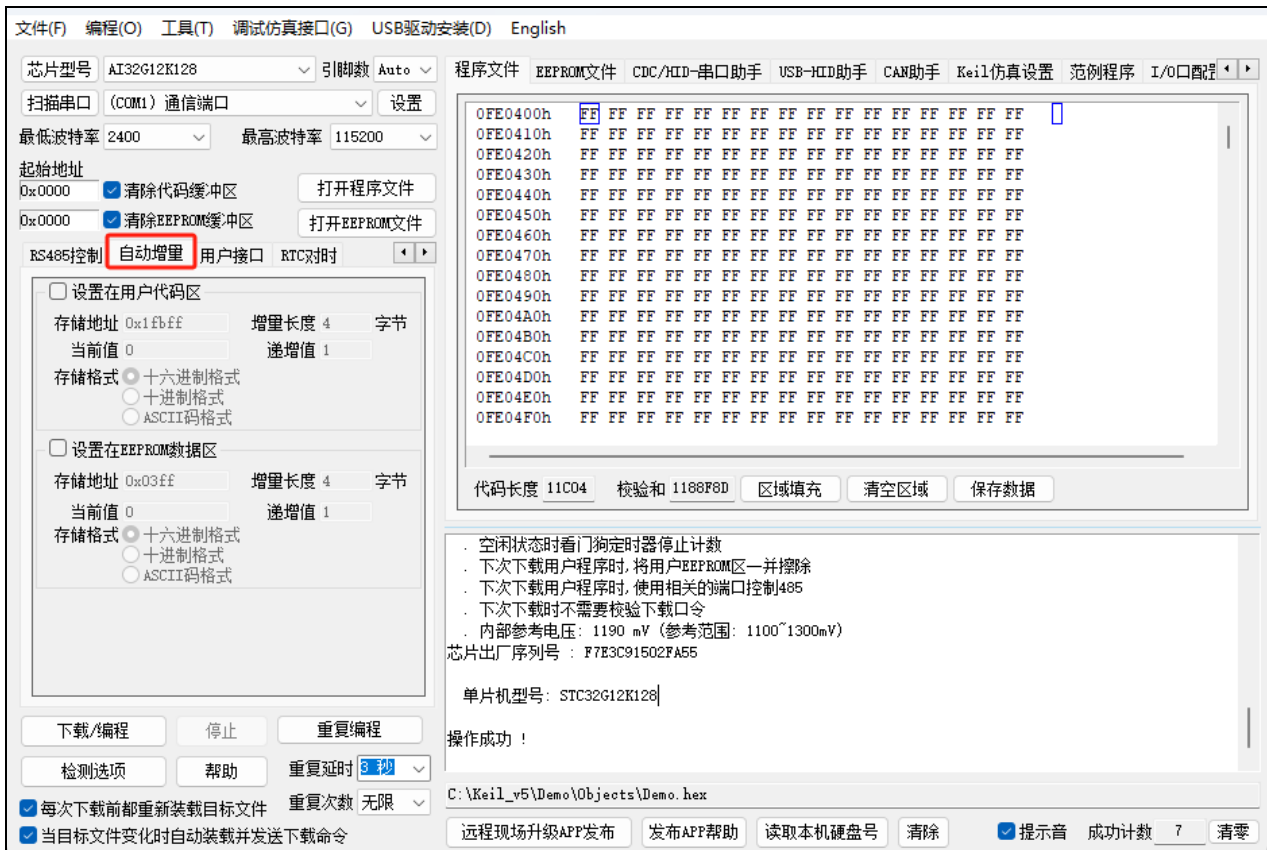 文件(F) 编程(O) 工具(T) 调试仿真接口(G) USB驱动安装(D) English
芯片型号 AI32G12K128 引脚数 Auto
扫描串口 (COM1) 通信端口 设置
最低波特率 2400 最高波特率 115200
起始地址
0x0000 清除代码缓冲区 打开程序文件
0x0000 清除EEPROM缓冲区 打开EEPROM文件
RS485控制 自动增量 用户接口 RTC对时
设置在用户代码区
存储地址 0x1fbff 增量长度 4 字节
当前值 0 递增值 1
存储格式 十六进制格式
十进制格式
ASCII码格式
设置在EEPROM数据区
存储地址 0x03ff 增量长度 4 字节
当前值 0 递增值 1
存储格式 十六进制格式
十进制格式
ASCII码格式
下载/编程 停止 重复编程
检测选项 帮助 重复延时 3 秒
每次下载前都重新装载目标文件 重复次数 无限
当目标文件变化时自动装载并发送下载命令
程序文件 EEPROM文件 CDC/HID-串口助手 USB-HID助手 CAN助手 Keil仿真设置 范例程序 I/O口配
0FE0400h FF FF FF FF FF FF FF FF FF FF FF FF FF FF FF FF
0FE0410h FF FF FF FF FF FF FF FF FF FF FF FF FF FF FF FF
0FE0420h FF FF FF FF FF FF FF FF FF FF FF FF FF FF FF FF
0FE0430h FF FF FF FF FF FF FF FF FF FF FF FF FF FF FF FF
0FE0440h FF FF FF FF FF FF FF FF FF FF FF FF FF FF FF FF
0FE0450h FF FF FF FF FF FF FF FF FF FF FF FF FF FF FF FF
0FE0460h FF FF FF FF FF FF FF FF FF FF FF FF FF FF FF FF
0FE0470h FF FF FF FF FF FF FF FF FF FF FF FF FF FF FF FF
0FE0480h FF FF FF FF FF FF FF FF FF FF FF FF FF FF FF FF
0FE0490h FF FF FF FF FF FF FF FF FF FF FF FF FF FF FF FF
0FE04A0h FF FF FF FF FF FF FF FF FF FF FF FF FF FF FF FF
0FE04B0h FF FF FF FF FF FF FF FF FF FF FF FF FF FF FF FF
0FE04C0h FF FF FF FF FF FF FF FF FF FF FF FF FF FF FF FF
0FE04D0h FF FF FF FF FF FF FF FF FF FF FF FF FF FF FF FF
0FE04E0h FF FF FF FF FF FF FF FF FF FF FF FF FF FF FF FF
0FE04F0h FF FF FF FF FF FF FF FF FF FF FF FF FF FF FF FF
代码长度 11C04 校验和 1188F8D 区域填充 清空区域 保存数据
. 空闲状态时看门狗定时器停止计数
. 下次下载用户程序时,将用户EEPROM区一并擦除
. 下次下载用户程序时,使用相关的端口控制485
. 下次下载时不需要校验下载口令
. 内部参考电压: 1190 mV (参考范围: 1100~1300mV)
芯片出厂序列号 : F7E3C91502FA55
单片机型号: STC32G12K128
操作成功 !
C:\Keil_v5\Demo\Objects\Demo.hex
远程现场升级APP发布 发布APP帮助 读取本机硬盘号 清除 提示音 成功计数 7 清零